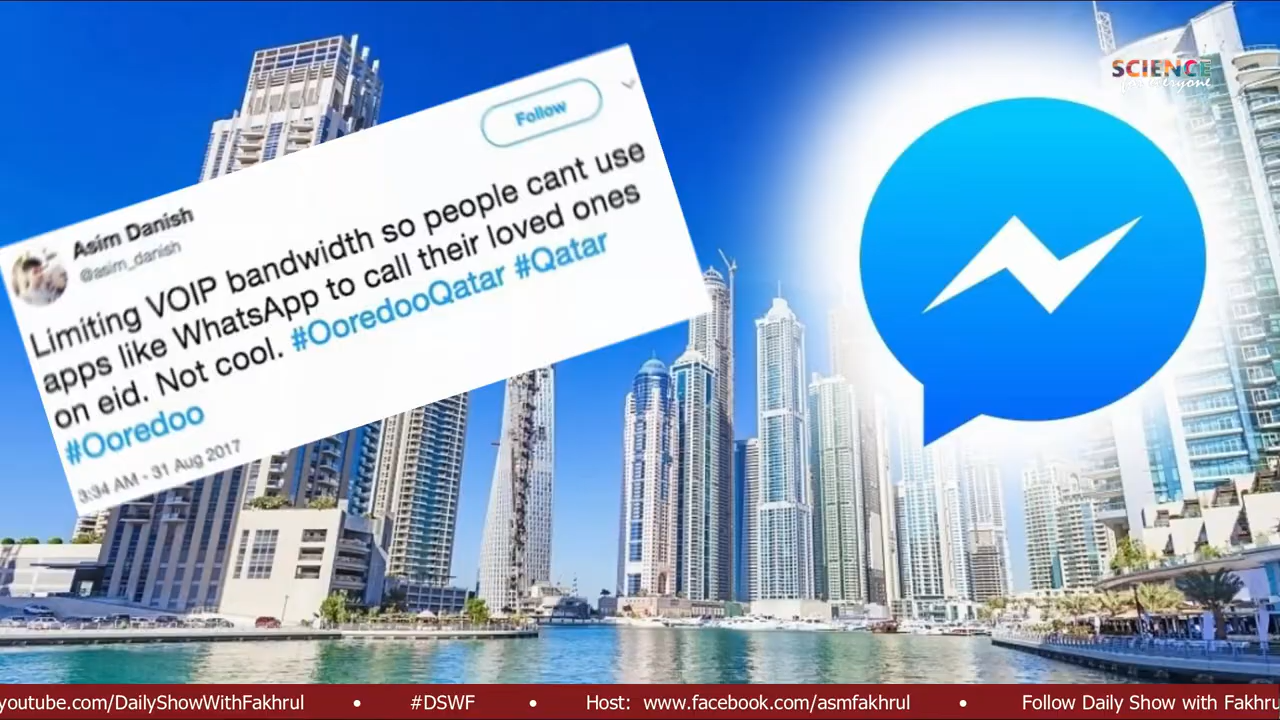 SCIENCE
for everyone
Follow
Asim Danish
@asim_danish
Limiting VOIP bandwidth so people cant use
apps like WhatsApp to call their loved ones
on eid. Not cool. #OoredooQatar #Qatar
#Ooredoo
3:34 AM - 31 Aug 2017
youtube.com/DailyShowWithFakhrul • #DSWF • Host: www.facebook.com/asmfakhrul • Follow Daily Show with Fakhru